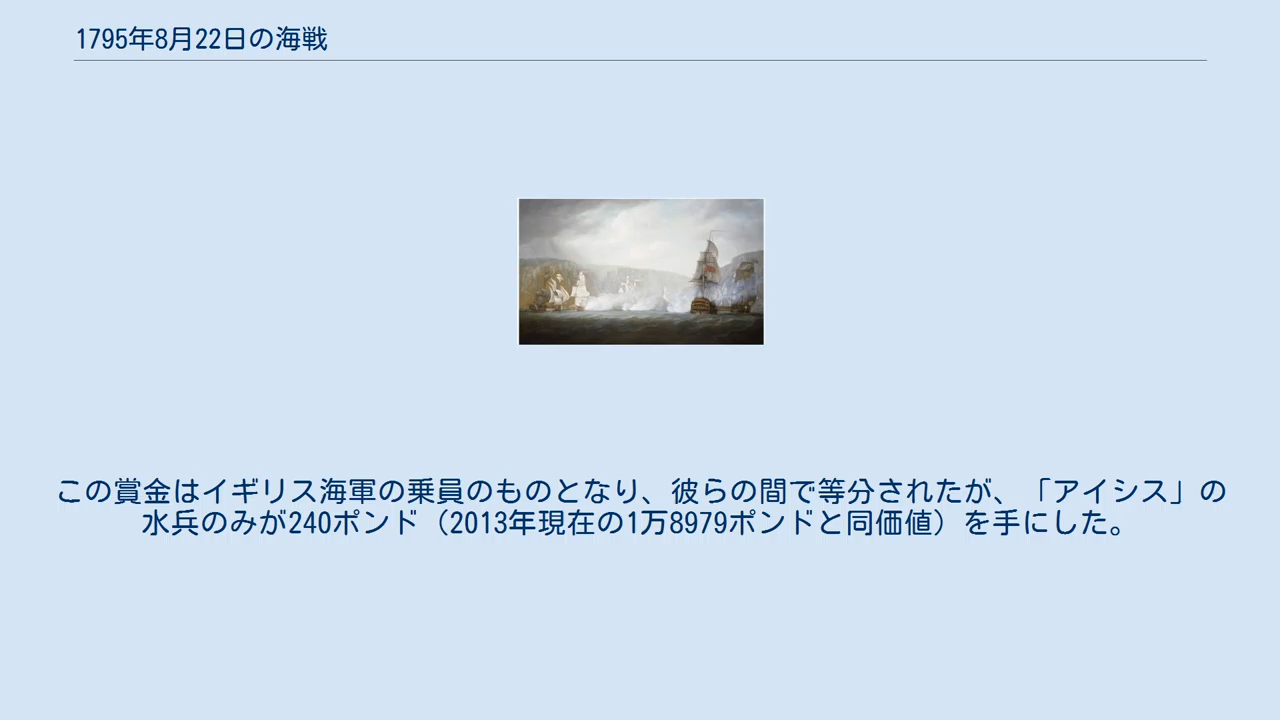 1795年8月22日の海戦
この賞金はイギリス海軍の乗員のものとなり、彼らの間で等分されたが、「アイシス」の
水兵のみが240ポンド（2013年現在の1万8979ポンドと同価値）を手にした。